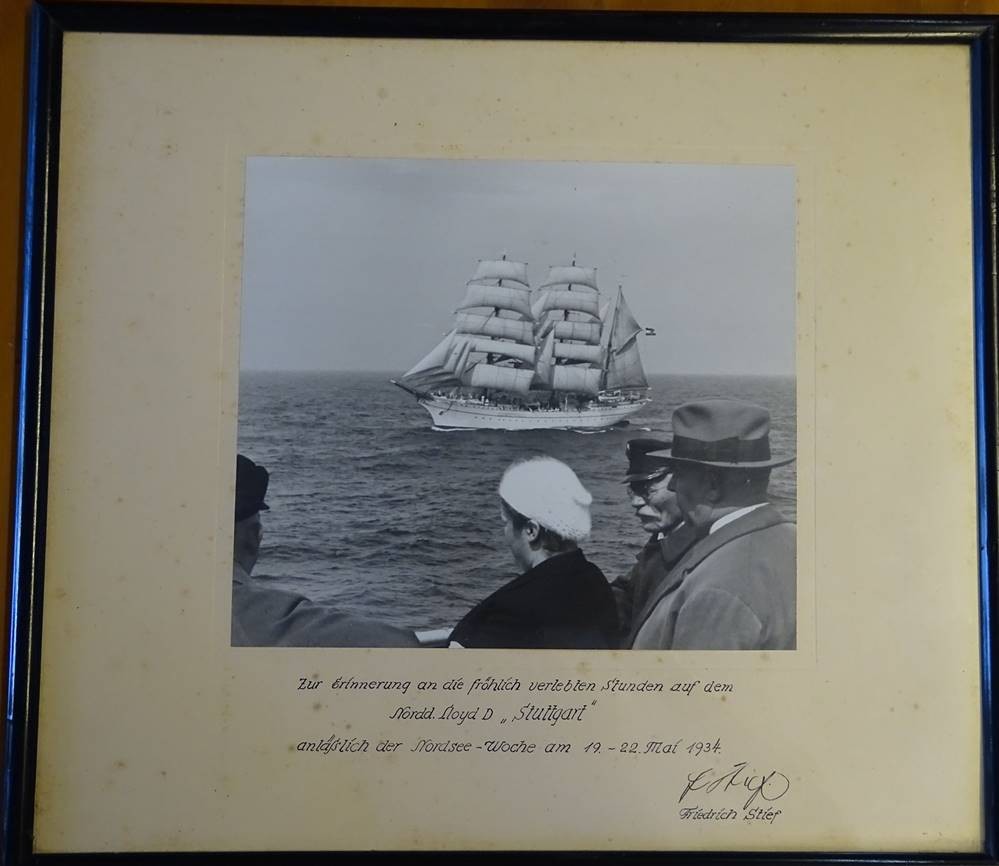 Zur Erinnerung an die fröhlich verlebten Stunden auf dem
Nordd. Lloyd D „Stuttgart“
anläßlich der Nordsee-Woche am 19. - 22. Mai 1934.
F Stief
Friedrich Stief